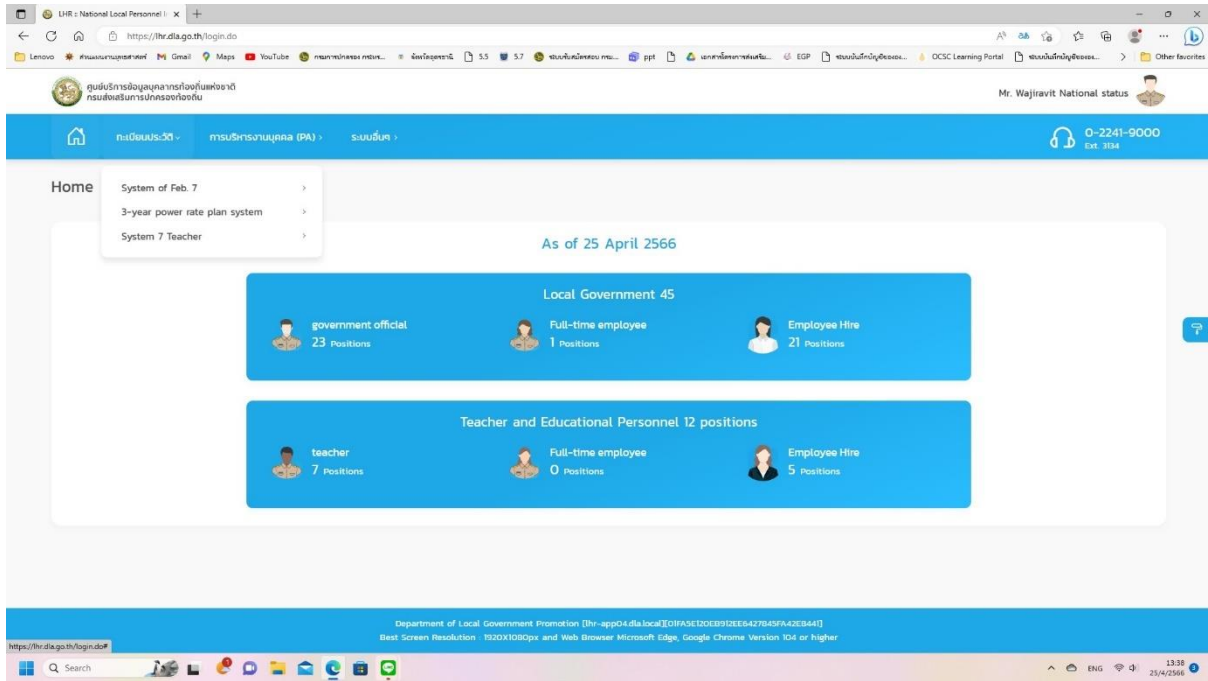 LHR : National Local Personnel I
https://lhr.dla.go.th/login.do
Lenovo
Gmail
Maps
YouTube
5.5
5.7
ppt
EGP
OCSC Learning Portal
Other favorites
ศูนย์บริการข้อมูลบุคลากรท้องถิ่นแห่งชาติ
กรมส่งเสริมการปกครองท้องถิ่น
Mr. Wajiravit National status
ทะเบียนประวัติ
การบริหารงานบุคคล (PA)
ระบบอื่นๆ
0-2241-9000
Ext. 3134
Home
System of Feb. 7
3-year power rate plan system
System 7 Teacher
As of 25 April 2566
Local Government 45
government official
23 Positions
Full-time employee
1 Positions
Employee Hire
21 Positions
Teacher and Educational Personnel 12 positions
teacher
7 Positions
Full-time employee
0 Positions
Employee Hire
5 Positions
Department of Local Government Promotion [lhr-app04.dla.local][01FA5E120EB912EE6427845FA42E8441]
Best Screen Resolution : 1920X1080px and Web Browser Microsoft Edge, Google Chrome Version 104 or higher
https://lhr.dla.go.th/login.do#
Search
ENG
13:38
25/4/2566